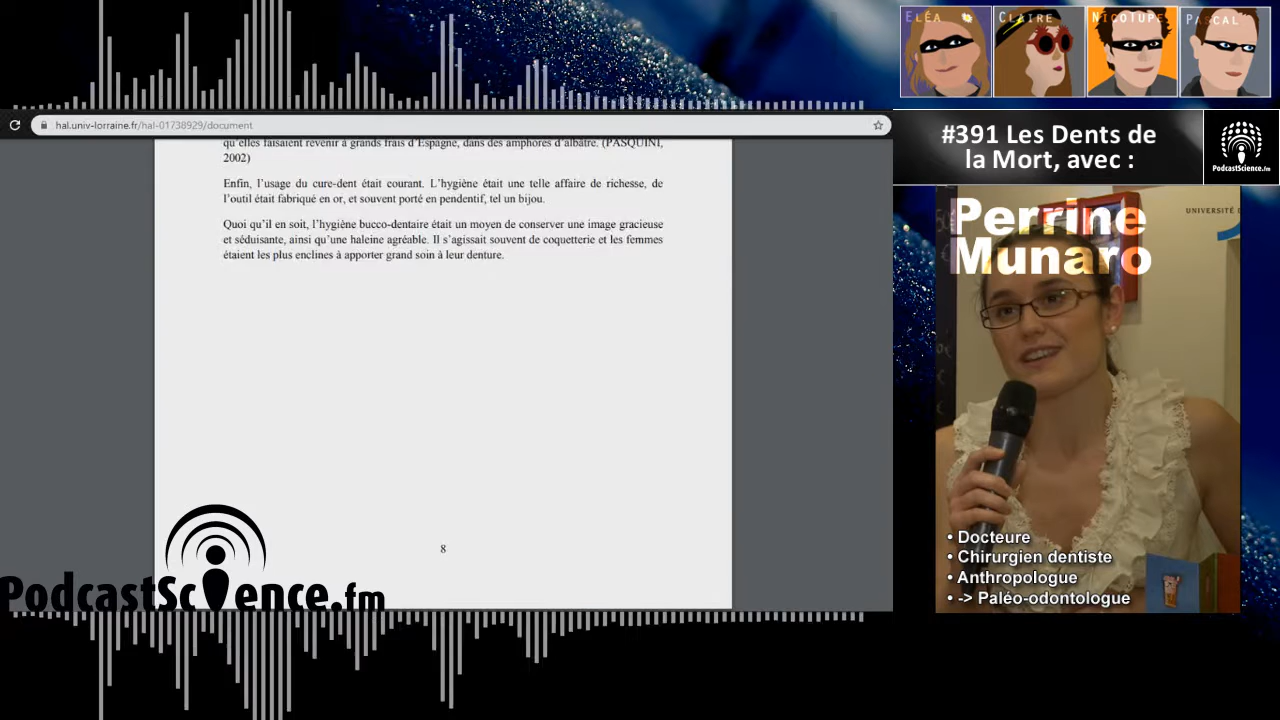 ELÉA
CLAIRE
NICOTUPE
PASCAL
hal.univ-lorraine.fr/hal-01738929/document
#391 Les Dents de
la Mort, avec :
PodcastScience.fm
qu'elles faisaient revenir à grands frais d'Espagne, dans des amphores d'albâtre. (PASQUINI,
2002)
Enfin, l'usage du cure-dent était courant. L'hygiène était une telle affaire de richesse, de
l'outil était fabriqué en or, et souvent porté en pendentif, tel un bijou.
Quoi qu'il en soit, l'hygiène bucco-dentaire était un moyen de conserver une image gracieuse
et séduisante, ainsi qu'une haleine agréable. Il s'agissait souvent de coquetterie et les femmes
étaient les plus enclines à apporter grand soin à leur denture.
8
PodcastScience.fm
Perrine
Munaro
UNIVERSITÉ
• Docteure
• Chirurgien dentiste
• Anthropologue
• -> Paléo-odontologue